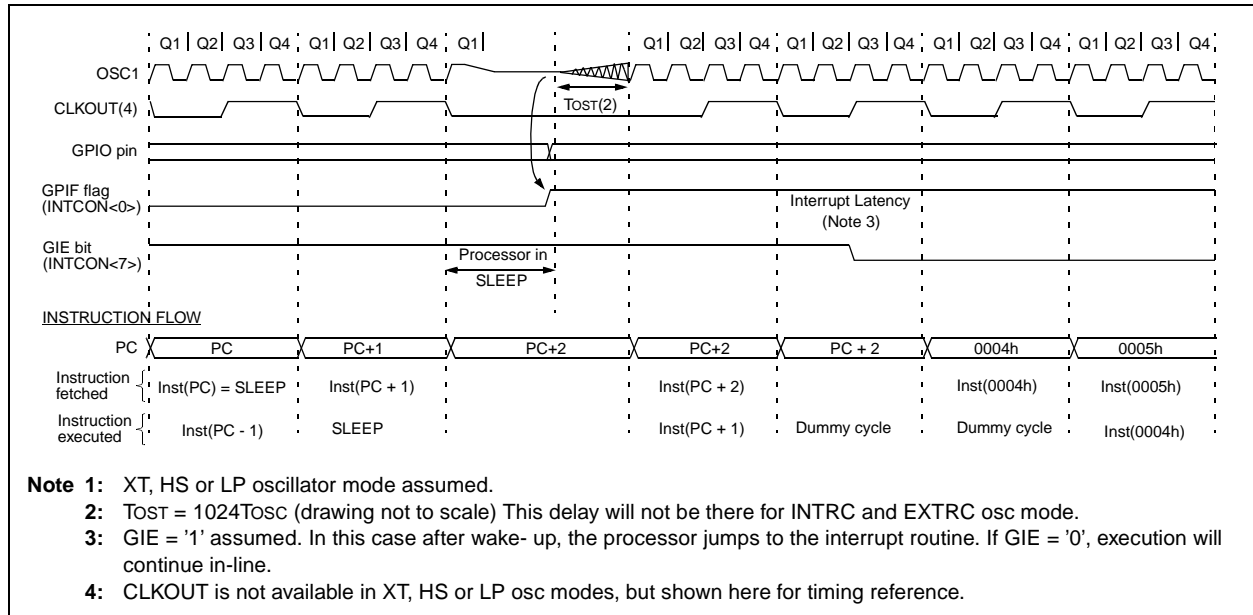 Q1 Q2 Q3 Q4 Q1 Q2 Q3 Q4 Q1 Q1 Q2 Q3 Q4 Q1 Q2 Q3 Q4 Q1 Q2 Q3 Q4 Q1 Q2 Q3 Q4
OSC1
TOST(2)
CLKOUT(4)
GPIO pin
GPIF flag
(INTCON<0>)
Interrupt Latency
(Note 3)
GIE bit
(INTCON<7>)
Processor in
SLEEP
INSTRUCTION FLOW
PC PC PC+1 PC+2 PC+2 PC + 2 0004h 0005h
Instruction
fetched
Inst(PC) = SLEEP Inst(PC + 1) Inst(PC + 2) Inst(0004h) Inst(0005h)
Instruction
executed
Inst(PC - 1) SLEEP Inst(PC + 1) Dummy cycle Dummy cycle Inst(0004h)
Note 1: XT, HS or LP oscillator mode assumed.
2: TOST = 1024TOSC (drawing not to scale) This delay will not be there for INTRC and EXTRC osc mode.
3: GIE = '1' assumed. In this case after wake- up, the processor jumps to the interrupt routine. If GIE = '0', execution will
continue in-line.
4: CLKOUT is not available in XT, HS or LP osc modes, but shown here for timing reference.